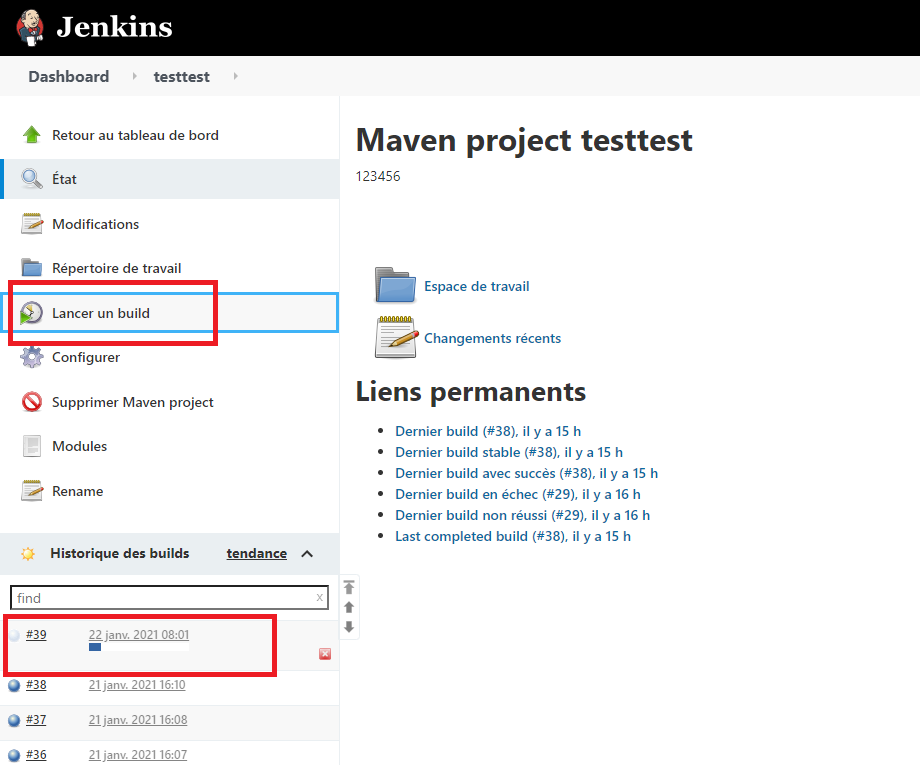 Jenkins
Dashboard
testtest
Retour au tableau de bord
État
Modifications
Répertoire de travail
Lancer un build
Configurer
Supprimer Maven project
Modules
Rename
Historique des builds
tendance
find
x
#39
22 janv. 2021 08:01
#38
21 janv. 2021 16:10
#37
21 janv. 2021 16:08
#36
21 janv. 2021 16:07
Maven project testtest
123456
Espace de travail
Changements récents
Liens permanents
Dernier build (#38), il y a 15 h
Dernier build stable (#38), il y a 15 h
Dernier build avec succès (#38), il y a 15 h
Dernier build en échec (#29), il y a 16 h
Dernier build non réussi (#29), il y a 16 h
Last completed build (#38), il y a 15 h